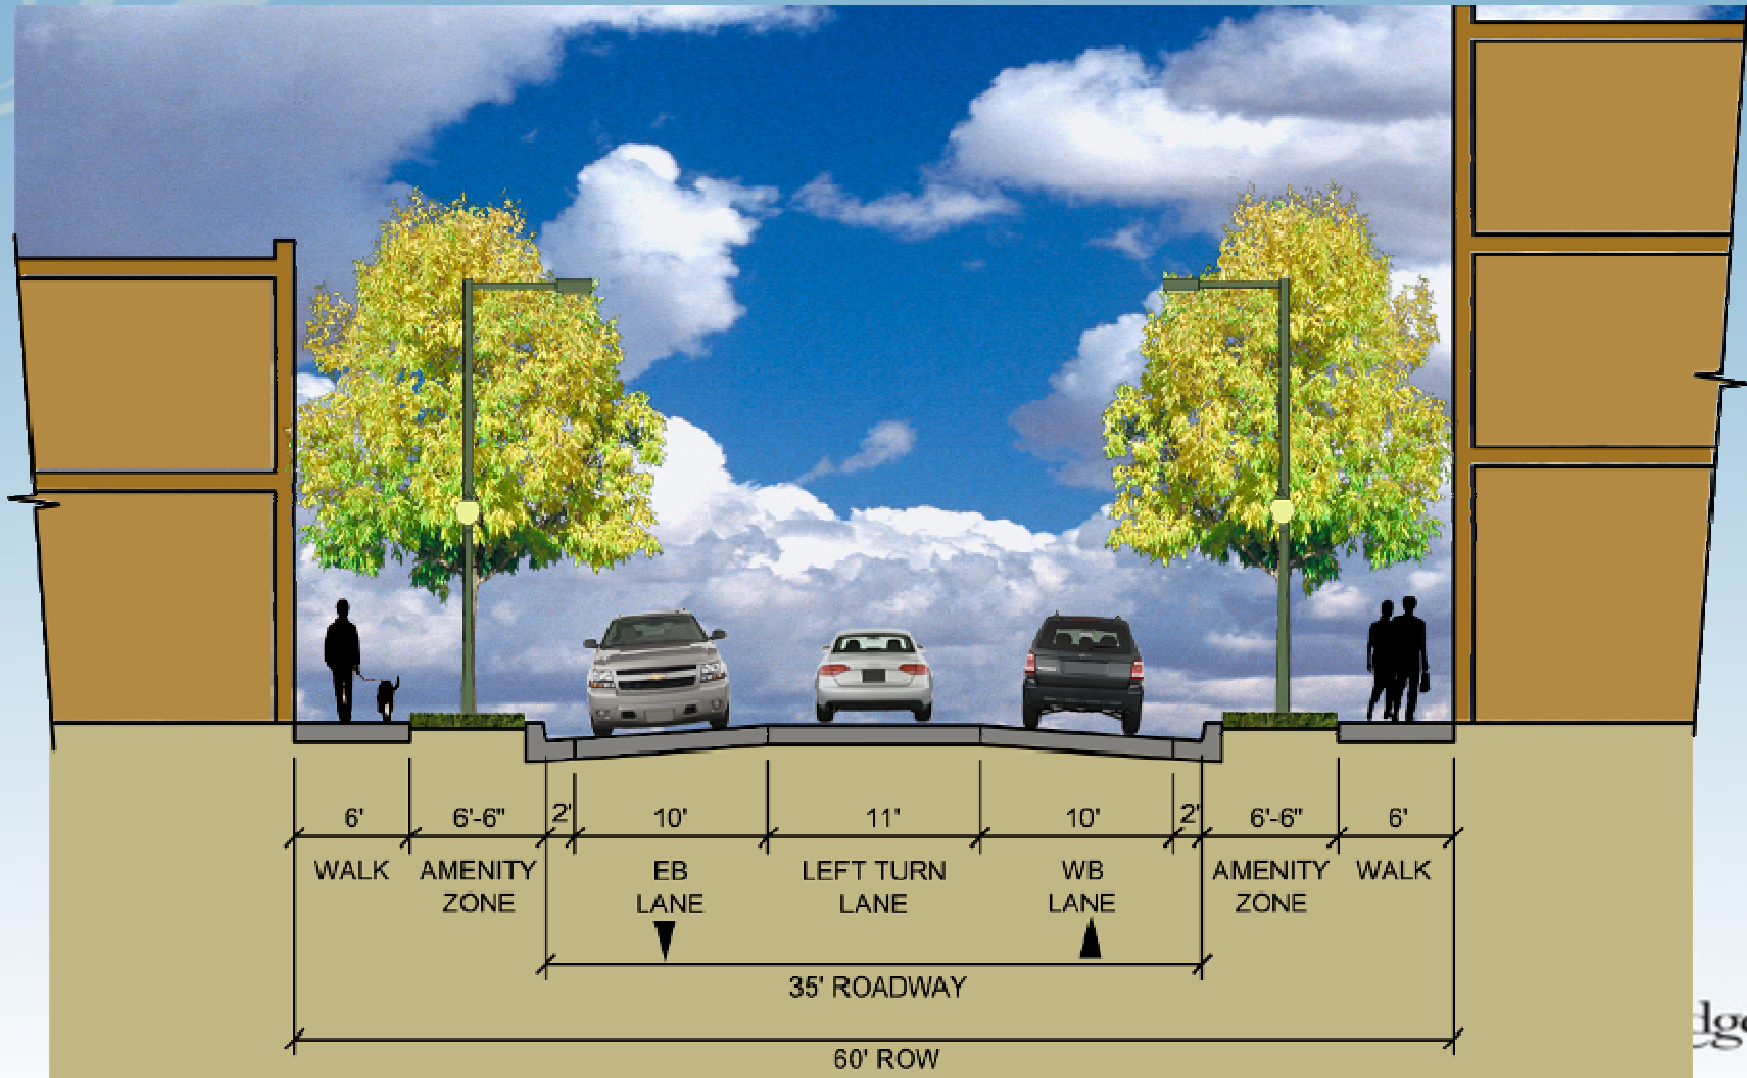 6' 6'-6" 2' 10' 11" 10' 2' 6'-6" 6'
WALK AMENITY ZONE EB LANE LEFT TURN LANE WB LANE AMENITY ZONE WALK
35' ROADWAY
60' ROW